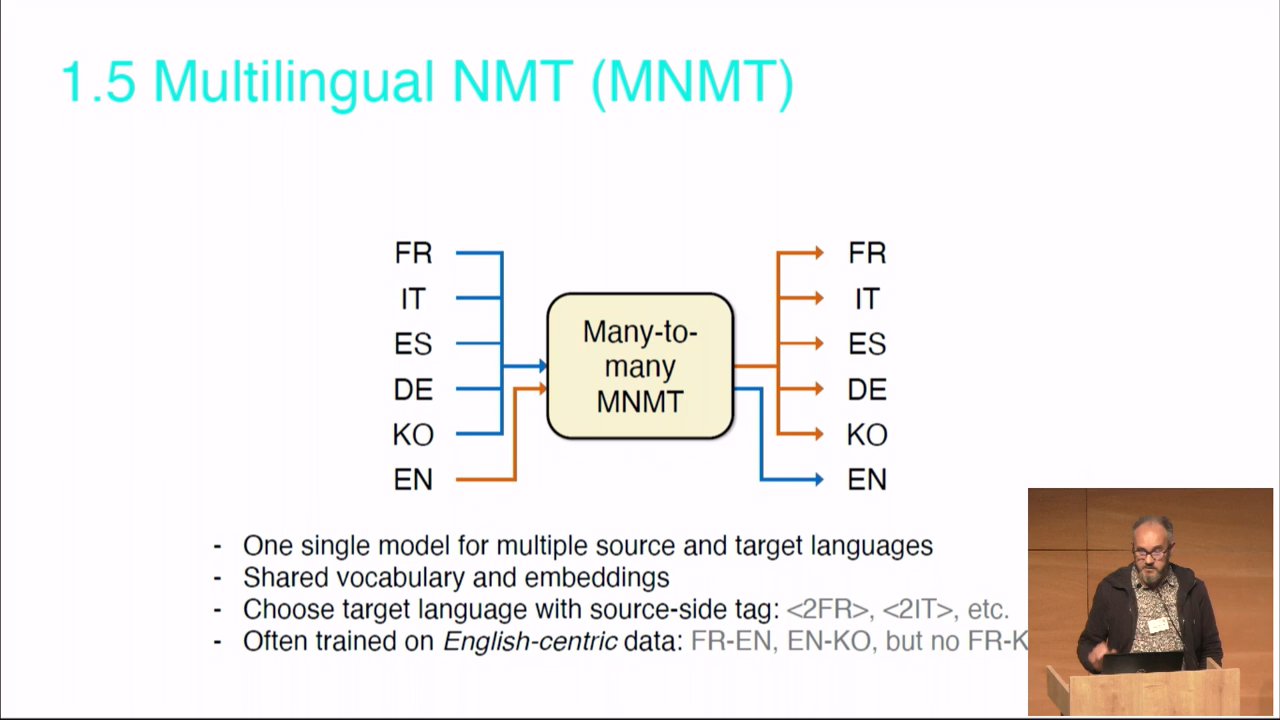 1.5 Multilingual NMT (MNMT)
FR
IT
ES
DE
KO
EN
Many-to-
many
MNMT
FR
IT
ES
DE
KO
EN
- One single model for multiple source and target languages
- Shared vocabulary and embeddings
- Choose target language with source-side tag: <2FR>, <2IT>, etc.
- Often trained on English-centric data: FR-EN, EN-KO, but no FR-K